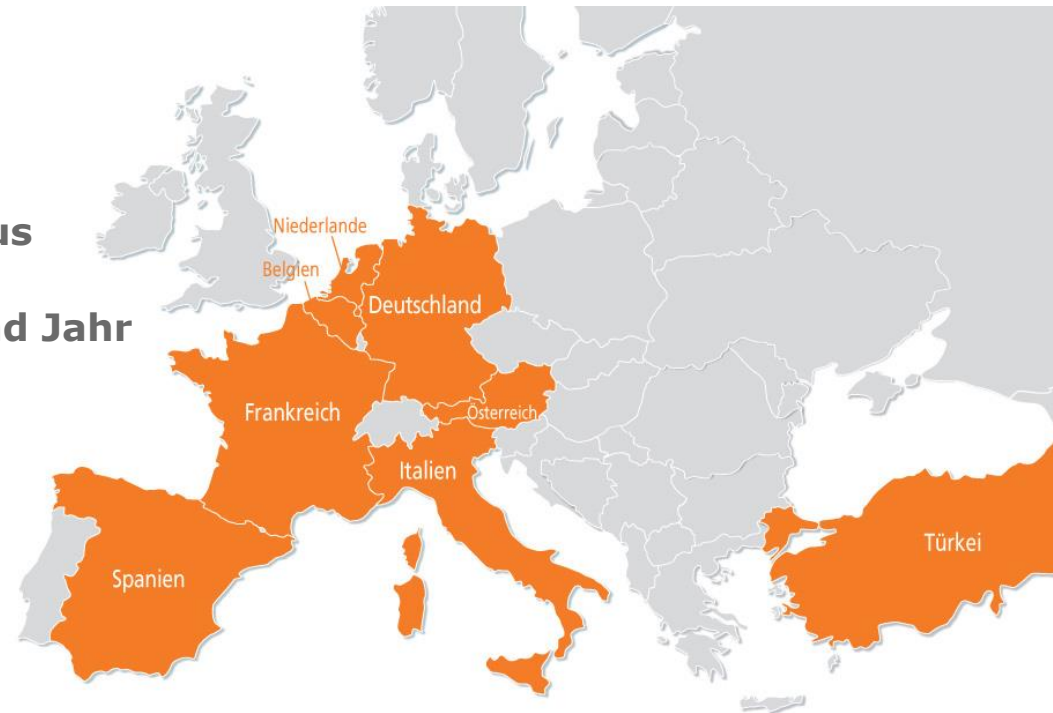 us
d Jahr
Niederlande
Belgien
Deutschland
Frankreich
Österreich
Italien
Spanien
Türkei